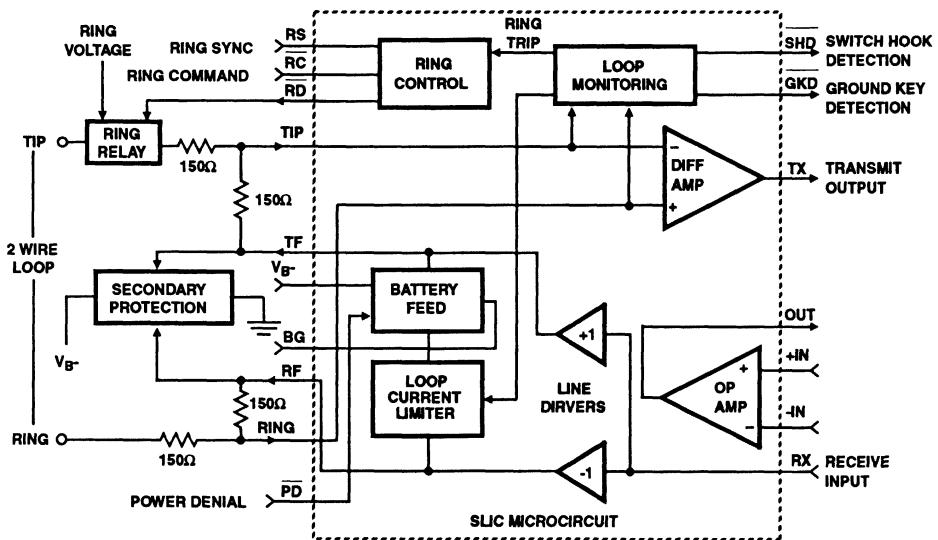 RING
VOLTAGE
RING SYNC
RS
RING COMMAND
RC
RD
RING
CONTROL
RING
TRIP
LOOP
MONITORING
SHD
SWITCH HOOK
DETECTION
GKD
GROUND KEY
DETECTION
TIP
RING
RELAY
150Ω
TIP
150Ω
−
DIFF
AMP
+
TX
TRANSMIT
OUTPUT
2 WIRE
LOOP
SECONDARY
PROTECTION
VB-
TF
VB-
BATTERY
FEED
BG
+1
OUT
+IN
+
OP
AMP
−
-IN
RF
LOOP
CURRENT
LIMITER
LINE
DIRVERS
150Ω
RING
RING
150Ω
-1
RX
RECEIVE
INPUT
POWER DENIAL
PD
SLIC MICROCIRCUIT